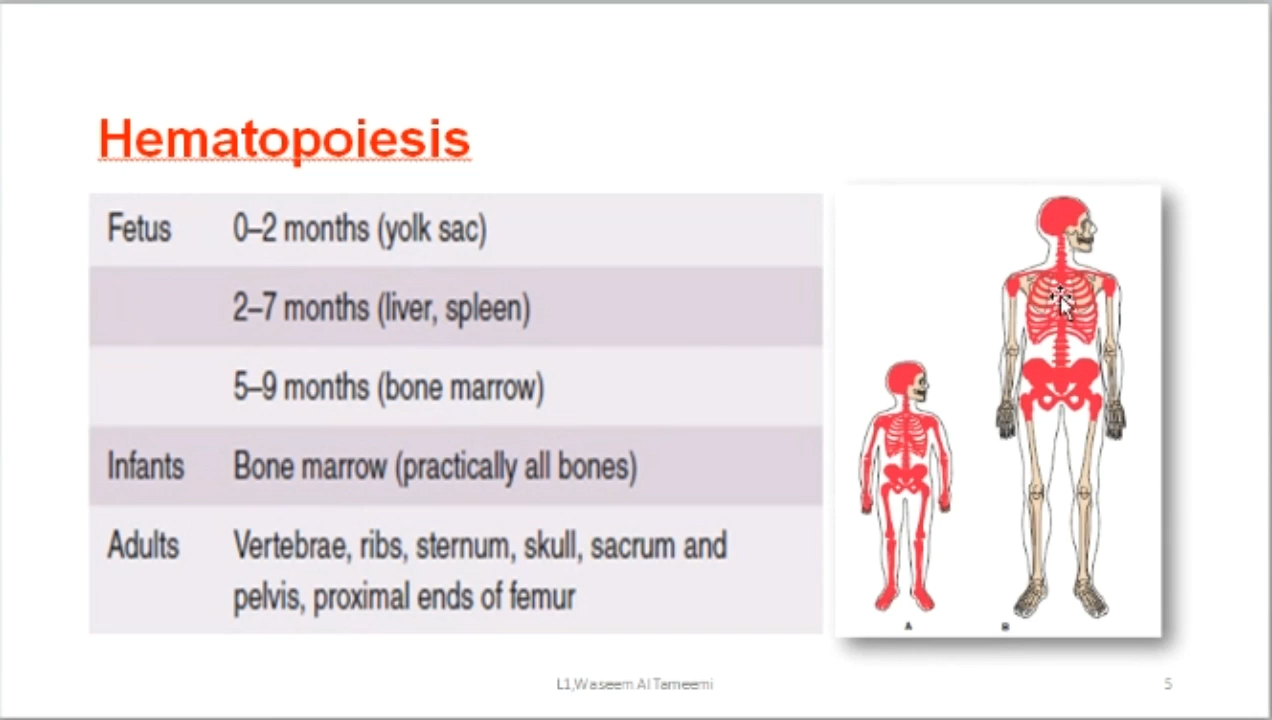 Hematopoiesis
Fetus 0–2 months (yolk sac)
2–7 months (liver, spleen)
5–9 months (bone marrow)
Infants Bone marrow (practically all bones)
Adults Vertebrae, ribs, sternum, skull, sacrum and
pelvis, proximal ends of femur
A B
L1,Waseem Al Tameemi 5